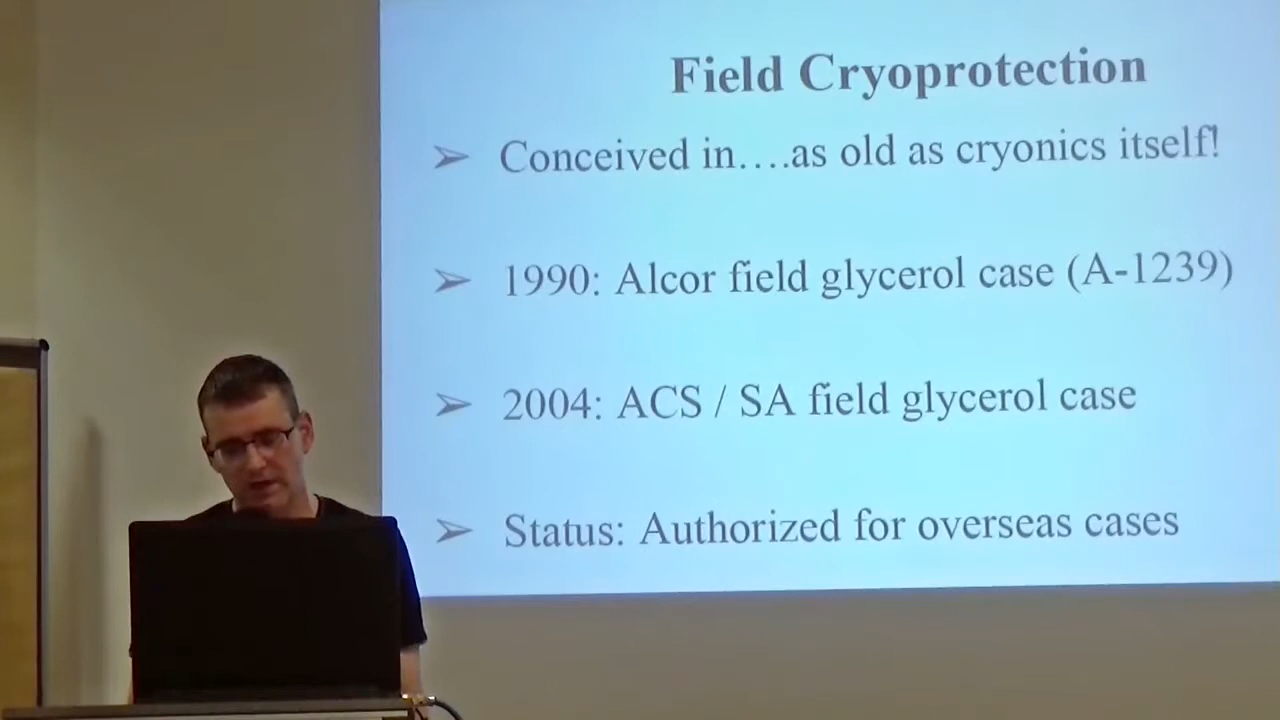 Field Cryoprotection
➢ Conceived in….as old as cryonics itself!
➢ 1990: Alcor field glycerol case (A-1239)
➢ 2004: ACS / SA field glycerol case
➢ Status: Authorized for overseas cases